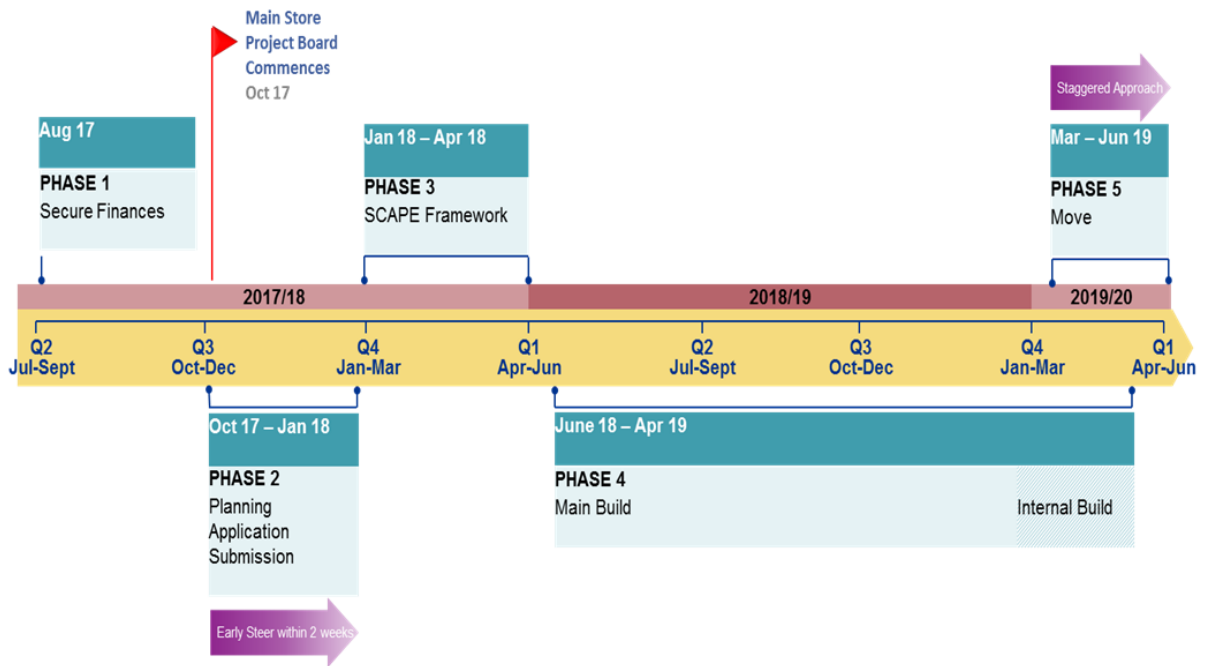 Main Store
Project Board
Commences
Oct 17
Staggered Approach
Aug 17
PHASE 1
Secure Finances
Jan 18 – Apr 18
PHASE 3
SCAPE Framework
Mar – Jun 19
PHASE 5
Move
2017/18
2018/19
2019/20
Q2
Jul-Sept
Q3
Oct-Dec
Q4
Jan-Mar
Q1
Apr-Jun
Q2
Jul-Sept
Q3
Oct-Dec
Q4
Jan-Mar
Q1
Apr-Jun
Oct 17 – Jan 18
PHASE 2
Planning
Application
Submission
June 18 – Apr 19
PHASE 4
Main Build
Internal Build
Early Steer within 2 weeks